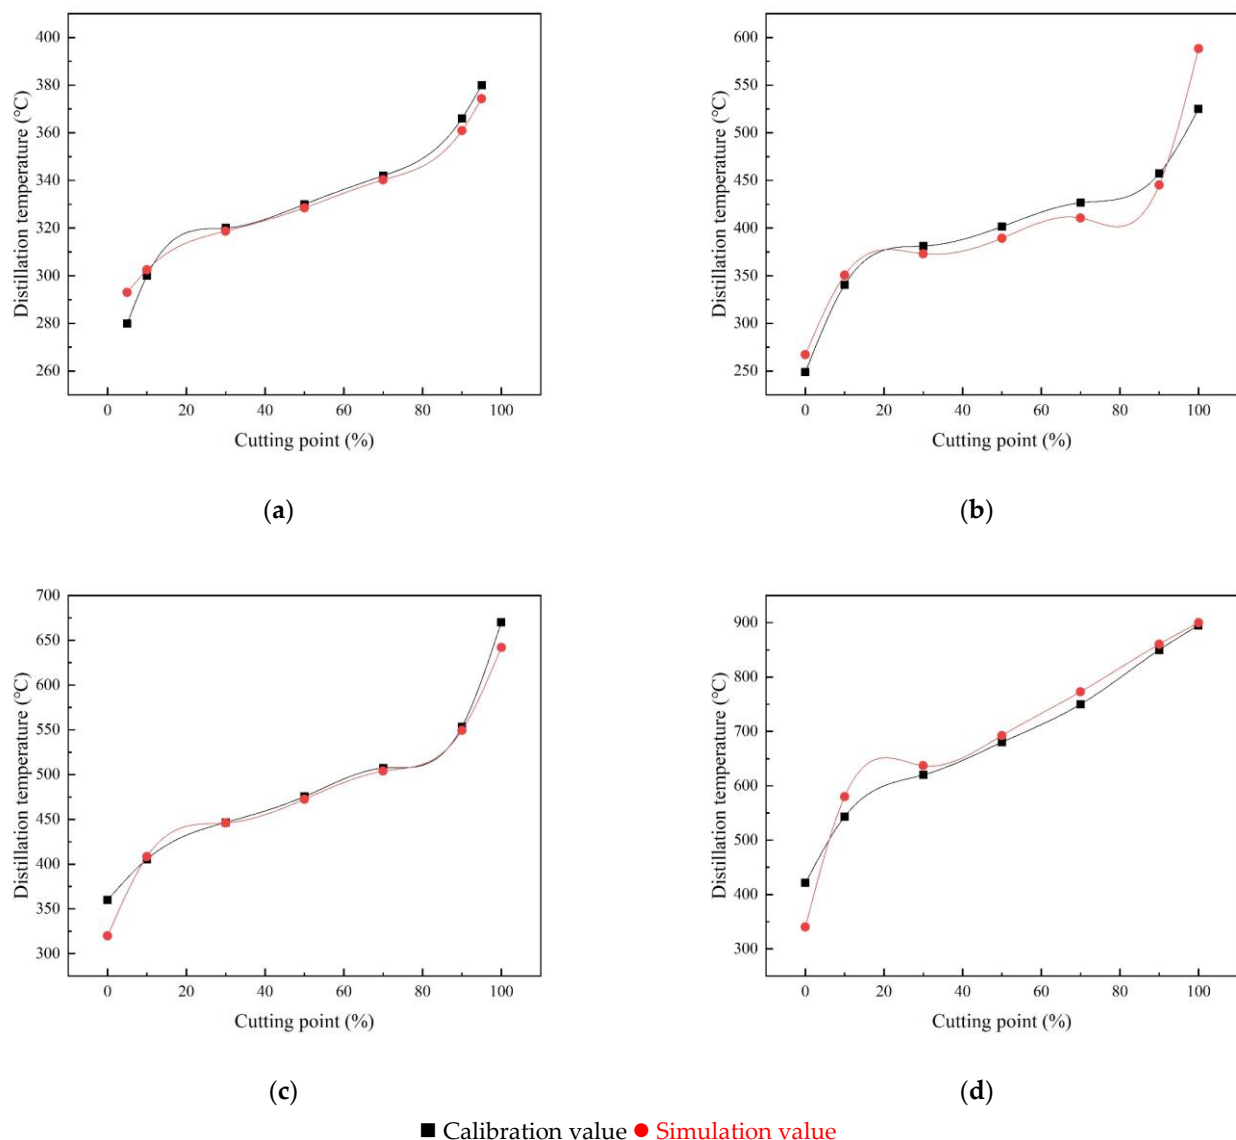 400
380
360
340
320
300
280
260
Distillation temperature (℃)
0 20 40 60 80 100
Cutting point (%)
(a)
600
550
500
450
400
350
300
250
Distillation temperature (℃)
0 20 40 60 80 100
Cutting point (%)
(b)
700
650
600
550
500
450
400
350
300
Distillation temperature (℃)
0 20 40 60 80 100
Cutting point (%)
(c)
900
800
700
600
500
400
300
Distillation temperature (℃)
0 20 40 60 80 100
Cutting point (%)
(d)
Calibration value Simulation value